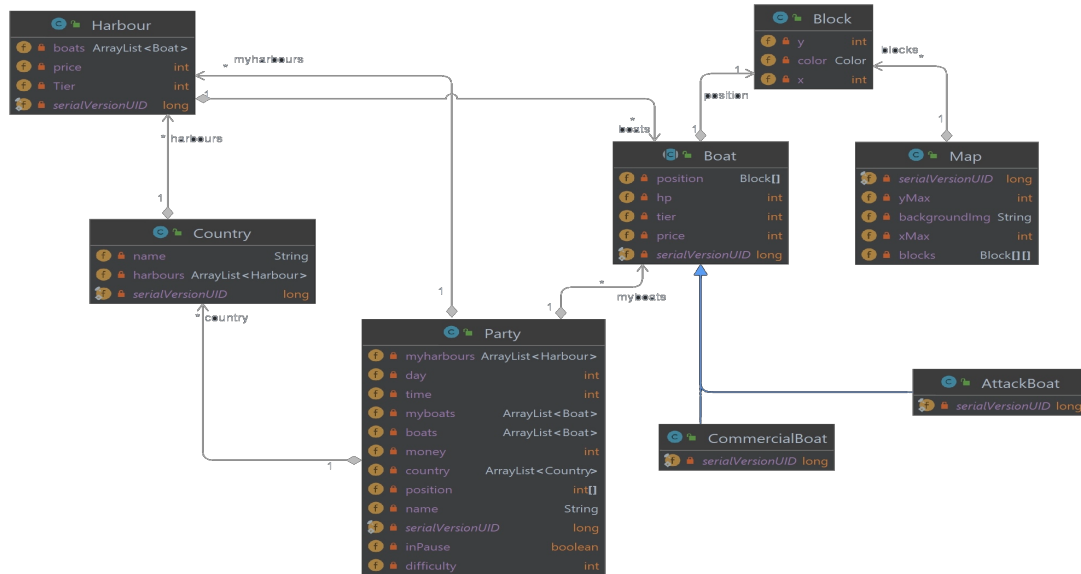 Harbour
boats ArrayList<Boat>
price int
Tier int
serialVersionUID long
Block
y int
color Color
x int
* myharbours
1
* boats
1
position
1
blocks
*
1
* harbours
1
Boat
position Block[]
hp int
tier int
price int
serialVersionUID long
Map
serialVersionUID long
yMax int
backgroundImg String
xMax int
blocks Block[][]
Country
name String
harbours ArrayList<Harbour>
serialVersionUID long
* country
1
1
1
*
myboats
Party
myharbours ArrayList<Harbour>
day int
time int
myboats ArrayList<Boat>
boats ArrayList<Boat>
money int
country ArrayList<Country>
position int[]
name String
serialVersionUID long
inPause boolean
difficulty int
AttackBoat
serialVersionUID long
CommercialBoat
serialVersionUID long